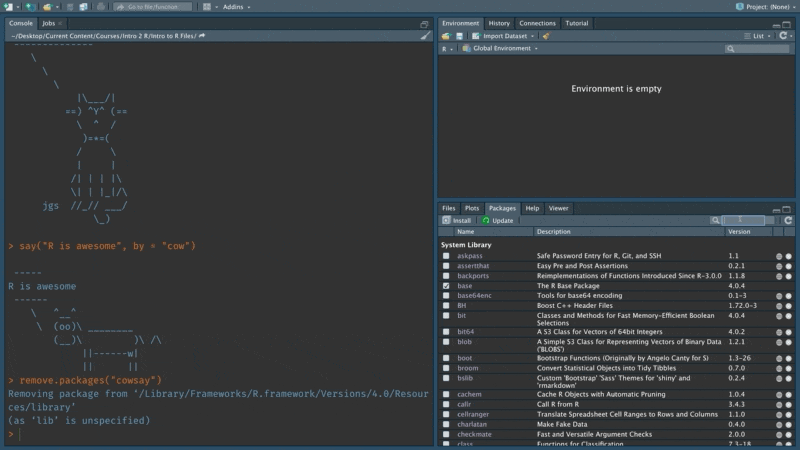 Go to file/function
Addins
Project: (None)
Console
Jobs
~/Desktop/Current Content/Courses/Intro 2 R/Intro to R Files/
--------------
    \
      \
        \
            |\___/|
          ==) ^Y^ (==
            \  ^  /
             )=*=(
            /     \
            |     |
           /| | | |\
           \| | |_|/\
      jgs  //_// ___/
               \_)
> say("R is awesome", by = "cow")
 -----
R is awesome
 ------
    \   ^__^
     \  (oo)\ ________
        (__)\         )\ /\
             ||------w|
             ||      ||
> remove.packages("cowsay")
Removing package from ‘/Library/Frameworks/R.framework/Versions/4.0/Resou
rces/library’
(as ‘lib’ is unspecified)
>
Environment
History
Connections
Tutorial
Import Dataset
List
R
Global Environment
Environment is empty
Files
Plots
Packages
Help
Viewer
Install
Update
Name Description Version
System Library
askpass Safe Password Entry for R, Git, and SSH 1.1
assertthat Easy Pre and Post Assertions 0.2.1
backports Reimplementations of Functions Introduced Since R-3.0.0 1.1.8
base The R Base Package 4.0.4
base64enc Tools for base64 encoding 0.1-3
BH Boost C++ Header Files 1.72.0-3
bit Classes and Methods for Fast Memory-Efficient Boolean 4.0.4
Selections
bit64 A S3 Class for Vectors of 64bit Integers 4.0.2
blob A Simple S3 Class for Representing Vectors of Binary Data 1.2.1
('BLOBS')
boot Bootstrap Functions (Originally by Angelo Canty for S) 1.3-26
broom Convert Statistical Objects into Tidy Tibbles 0.7.0
bslib Custom 'Bootstrap' 'Sass' Themes for 'shiny' and 0.2.4
'rmarkdown'
cachem Cache R Objects with Automatic Pruning 1.0.4
callr Call R from R 3.4.3
cellranger Translate Spreadsheet Cell Ranges to Rows and Columns 1.1.0
charlatan Make Fake Data 0.4.0
checkmate Fast and Versatile Argument Checks 2.0.0
class Functions for Classification 7.3-18